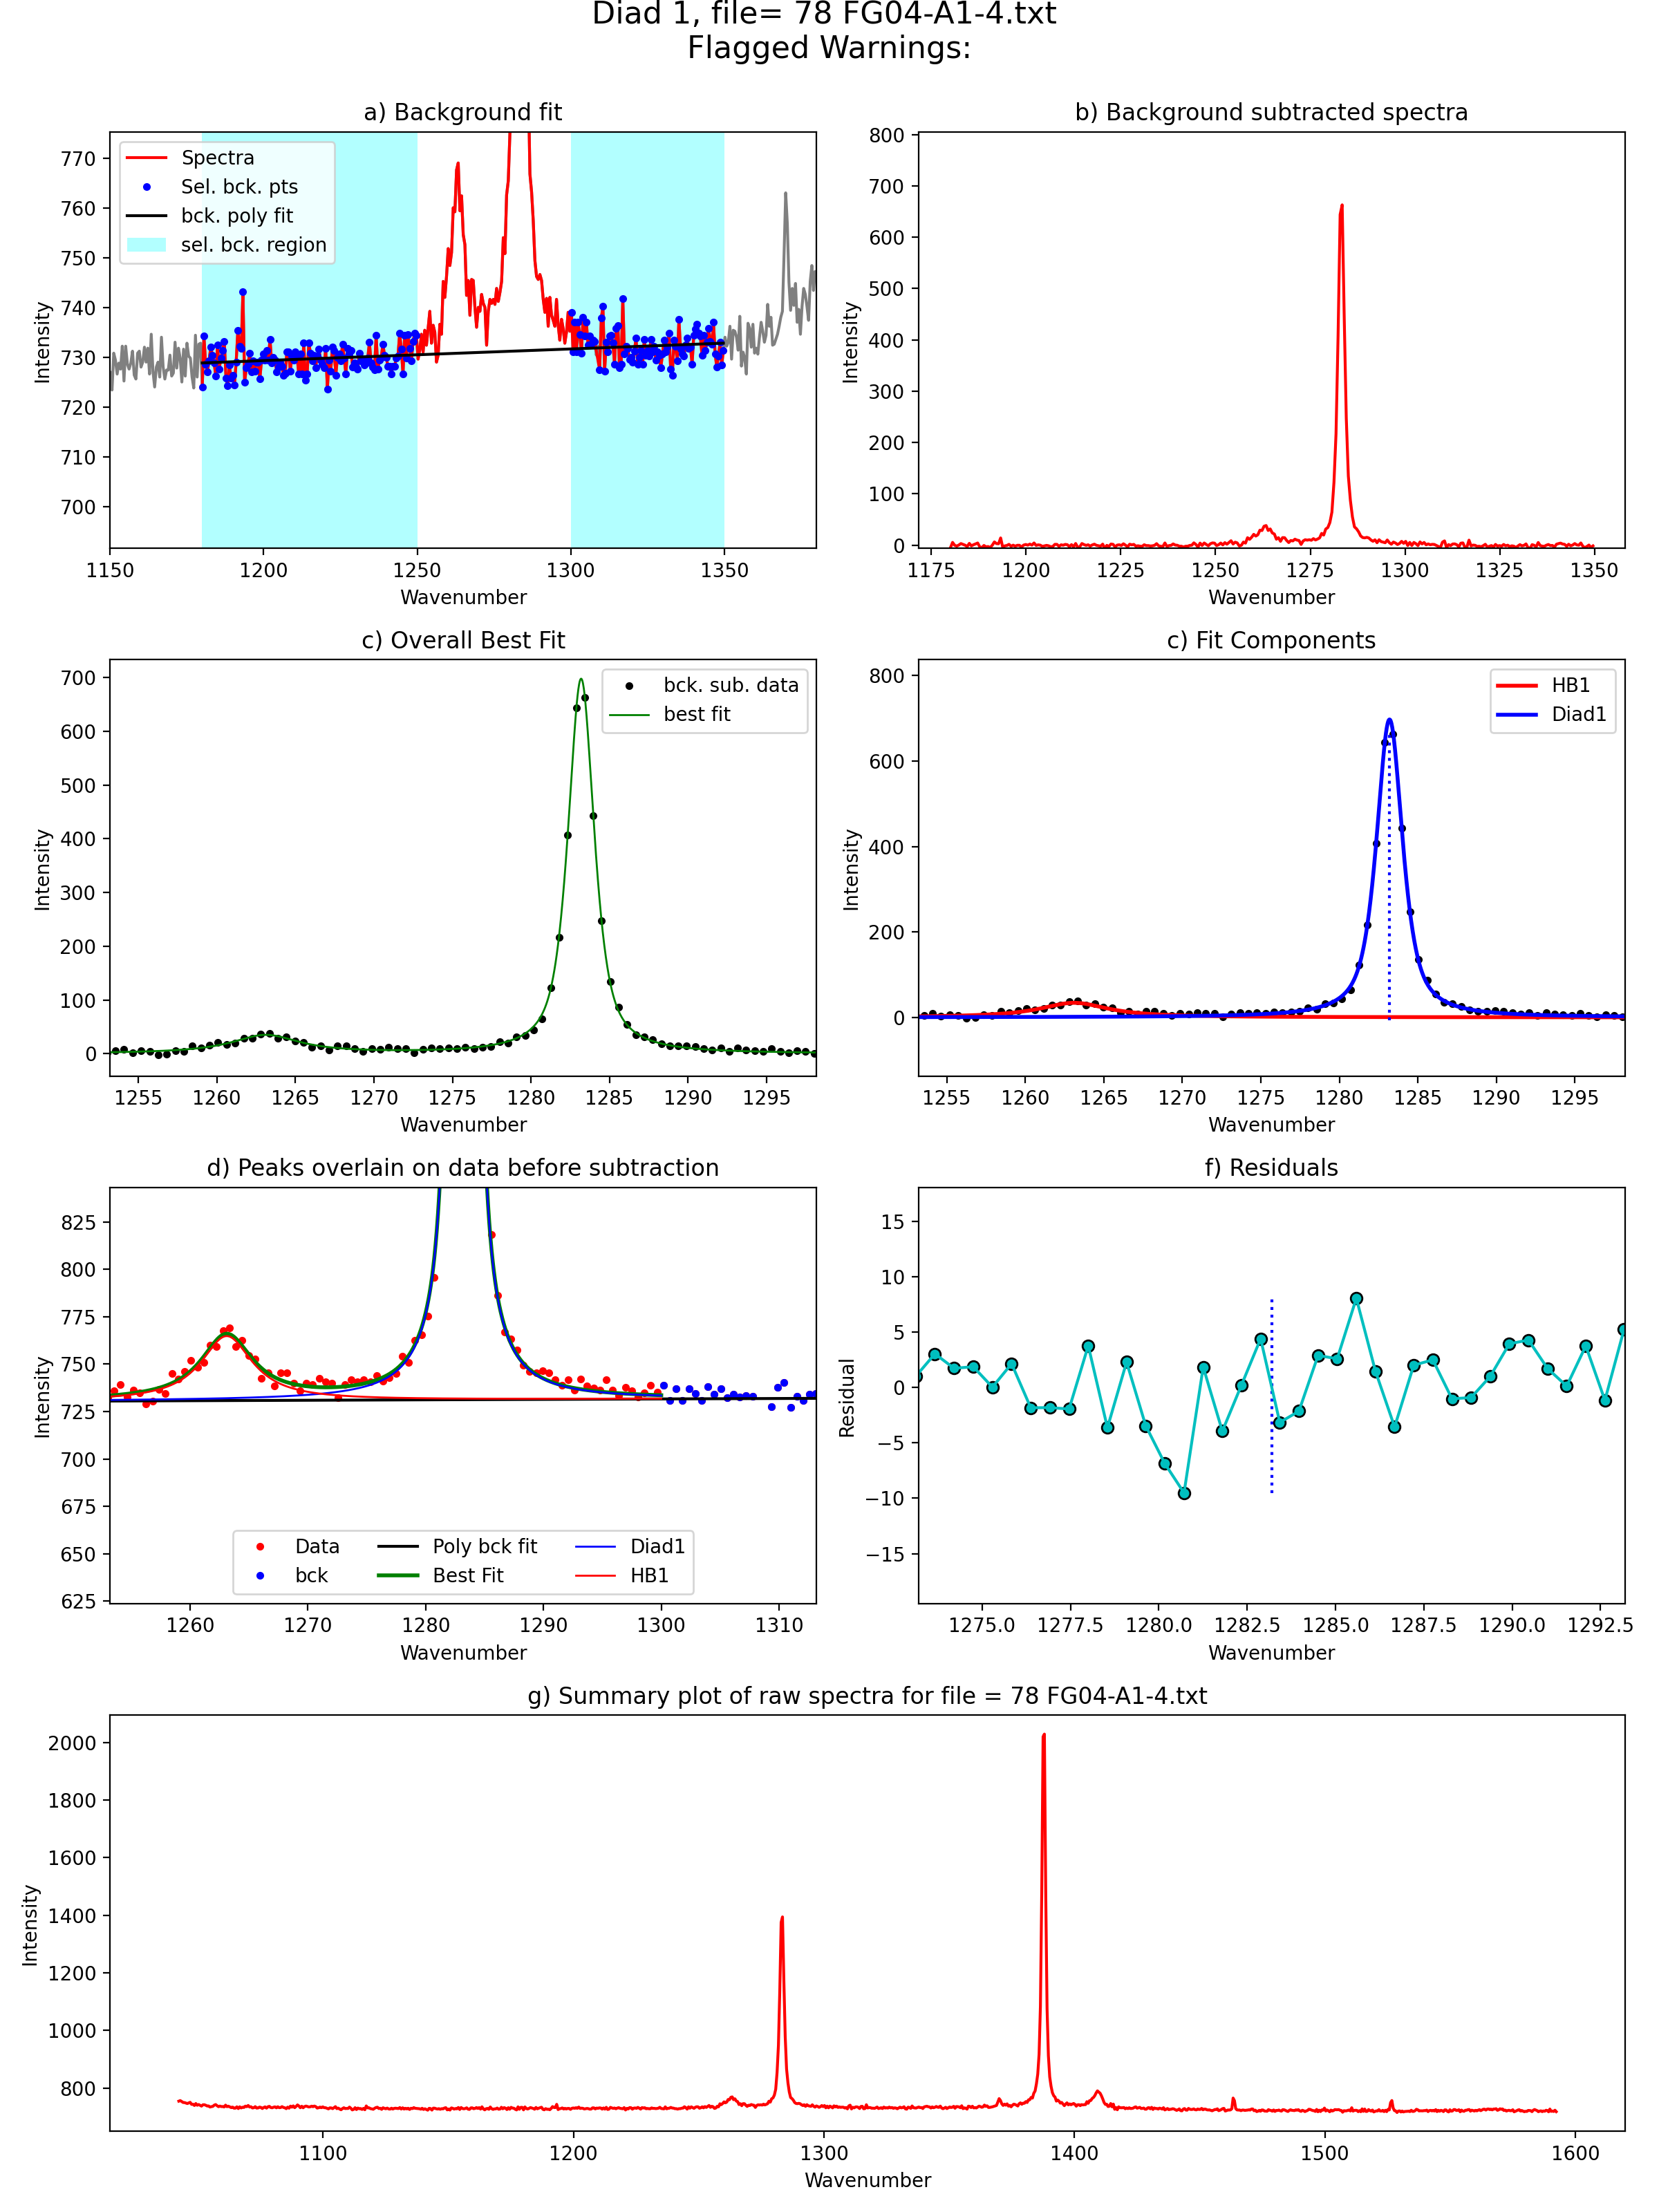 Diad 1, file= 78 FG04-A1-4.txt
Flagged Warnings:
a) Background fit
770
760
750
740
730
720
710
700
Intensity
Spectra
Sel. bck. pts
bck. poly fit
sel. bck. region
1150 1200 1250 1300 1350
Wavenumber
b) Background subtracted spectra
800
700
600
500
400
300
200
100
0
Intensity
1175 1200 1225 1250 1275 1300 1325 1350
Wavenumber
c) Overall Best Fit
700
600
500
400
300
200
100
0
Intensity
bck. sub. data
best fit
1255 1260 1265 1270 1275 1280 1285 1290 1295
Wavenumber
c) Fit Components
800
600
400
200
0
Intensity
HB1
Diad1
1255 1260 1265 1270 1275 1280 1285 1290 1295
Wavenumber
d) Peaks overlain on data before subtraction
825
800
775
750
725
700
675
650
625
Intensity
Data Poly bck fit Diad1
bck Best Fit HB1
1260 1270 1280 1290 1300 1310
Wavenumber
f) Residuals
15
10
5
0
−5
−10
−15
Residual
1275.0 1277.5 1280.0 1282.5 1285.0 1287.5 1290.0 1292.5
Wavenumber
g) Summary plot of raw spectra for file = 78 FG04-A1-4.txt
2000
1800
1600
1400
1200
1000
800
Intensity
1100 1200 1300 1400 1500 1600
Wavenumber